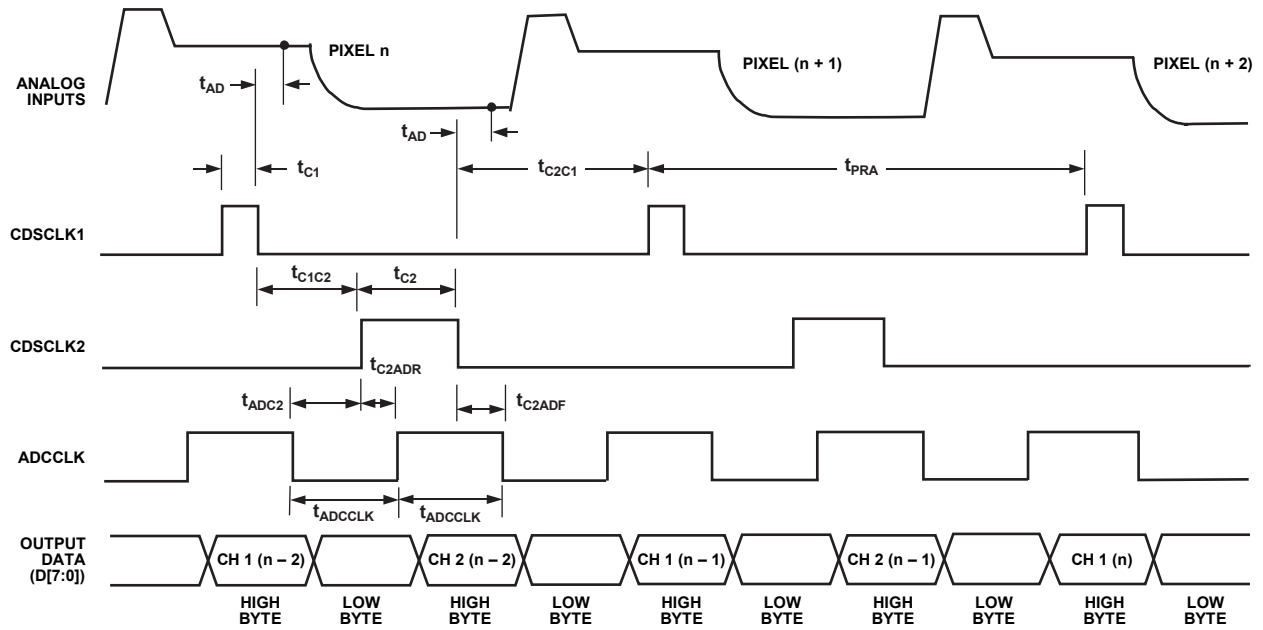 PIXEL n
PIXEL (n + 1)
PIXEL (n + 2)
ANALOG
INPUTS
tAD
tAD
tC1
tC2C1
tPRA
CDSCLK1
tC1C2
tC2
CDSCLK2
tC2ADR
tADC2
tC2ADF
ADCCLK
tADCCLK
tADCCLK
OUTPUT
DATA
(D[7:0])
CH 1 (n – 2)
CH 2 (n – 2)
CH 1 (n – 1)
CH 2 (n – 1)
CH 1 (n)
HIGH
BYTE
LOW
BYTE
HIGH
BYTE
LOW
BYTE
HIGH
BYTE
LOW
BYTE
HIGH
BYTE
LOW
BYTE
HIGH
BYTE
LOW
BYTE